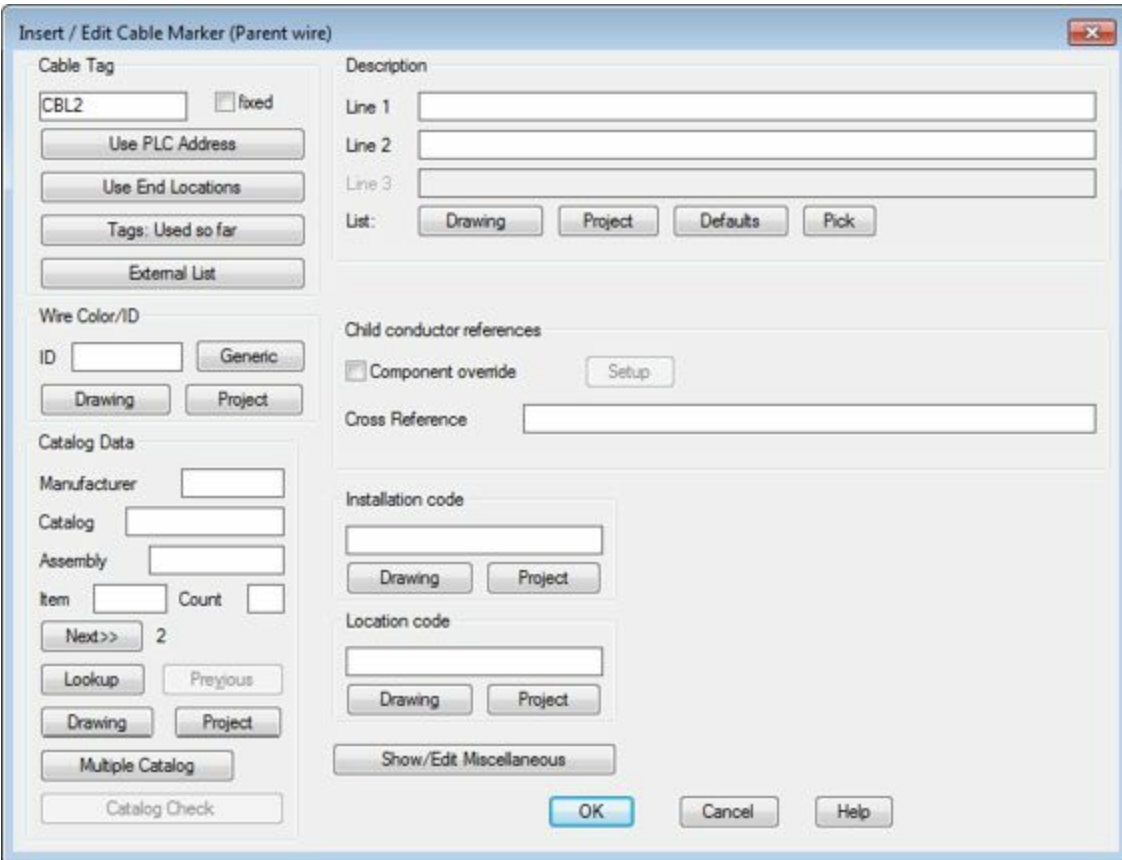 Insert / Edit Cable Marker (Parent wire)
Cable Tag
CBL2
fixed
Use PLC Address
Use End Locations
Tags: Used so far
External List
Description
Line 1
Line 2
Line 3
List:
Drawing
Project
Defaults
Pick
Wire Color/ID
ID
Generic
Drawing
Project
Child conductor references
Component override
Setup
Cross Reference
Catalog Data
Manufacturer
Catalog
Assembly
Item
Count
Next>>
2
Lookup
Previous
Drawing
Project
Multiple Catalog
Catalog Check
Installation code
Drawing
Project
Location code
Drawing
Project
Show/Edit Miscellaneous
OK
Cancel
Help